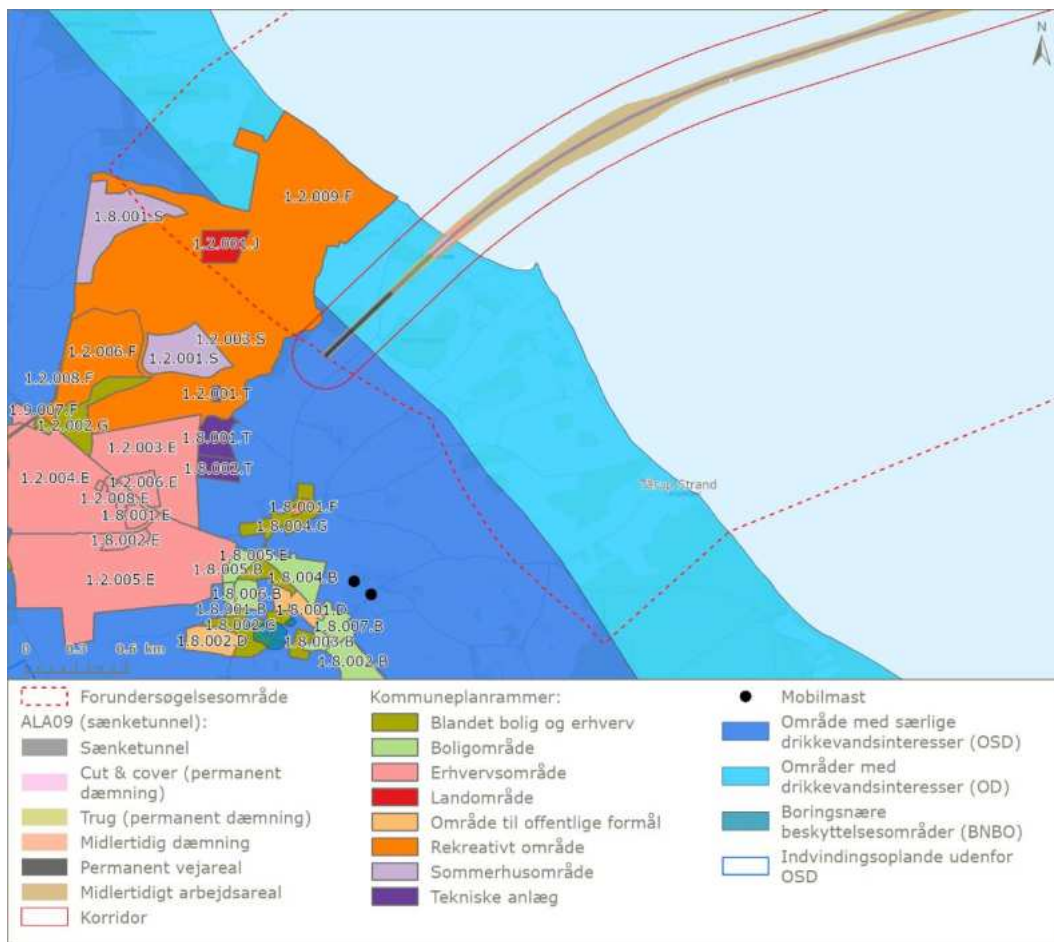 N
1.2.009.F
1.8.001.S
1.2.001.J
1.2.003.S
1.2.006.F
1.2.001.S
1.2.008.F
1.2.001.T
1.9.007.F
1.2.002.G
1.8.001.T
1.2.003.E
1.8.002.T
1.2.004.E
1.2.006.E
1.2.008.E
1.8.001.E
1.8.001.F
1.8.004.G
1.8.002.E
1.8.005.E
1.8.005.B
1.8.004.B
1.2.005.E
1.8.006.B
1.8.001.B
1.8.001.D
1.8.002.G
1.8.007.B
1.8.002.D
1.8.003.B
1.8.002.B
Tårup Strand
0 0.3 0.6 km
Forundersøgelsesområde
ALA09 (sænketunnel):
Sænketunnel
Cut & cover (permanent
dæmning)
Trug (permanent dæmning)
Midlertidig dæmning
Permanent vejareal
Midlertidigt arbejdsareal
Korridor
Kommuneplanrammer:
Blandet bolig og erhverv
Boligområde
Erhvervsområde
Landområde
Område til offentlige formål
Rekreativt område
Sommerhusområde
Tekniske anlæg
Mobilmast
Område med særlige
drikkevandsinteresser (OSD)
Områder med
drikkevandsinteresser (OD)
Boringsnære
beskyttelsesområder (BNBO)
Indvindingsoplande udenfor
OSD